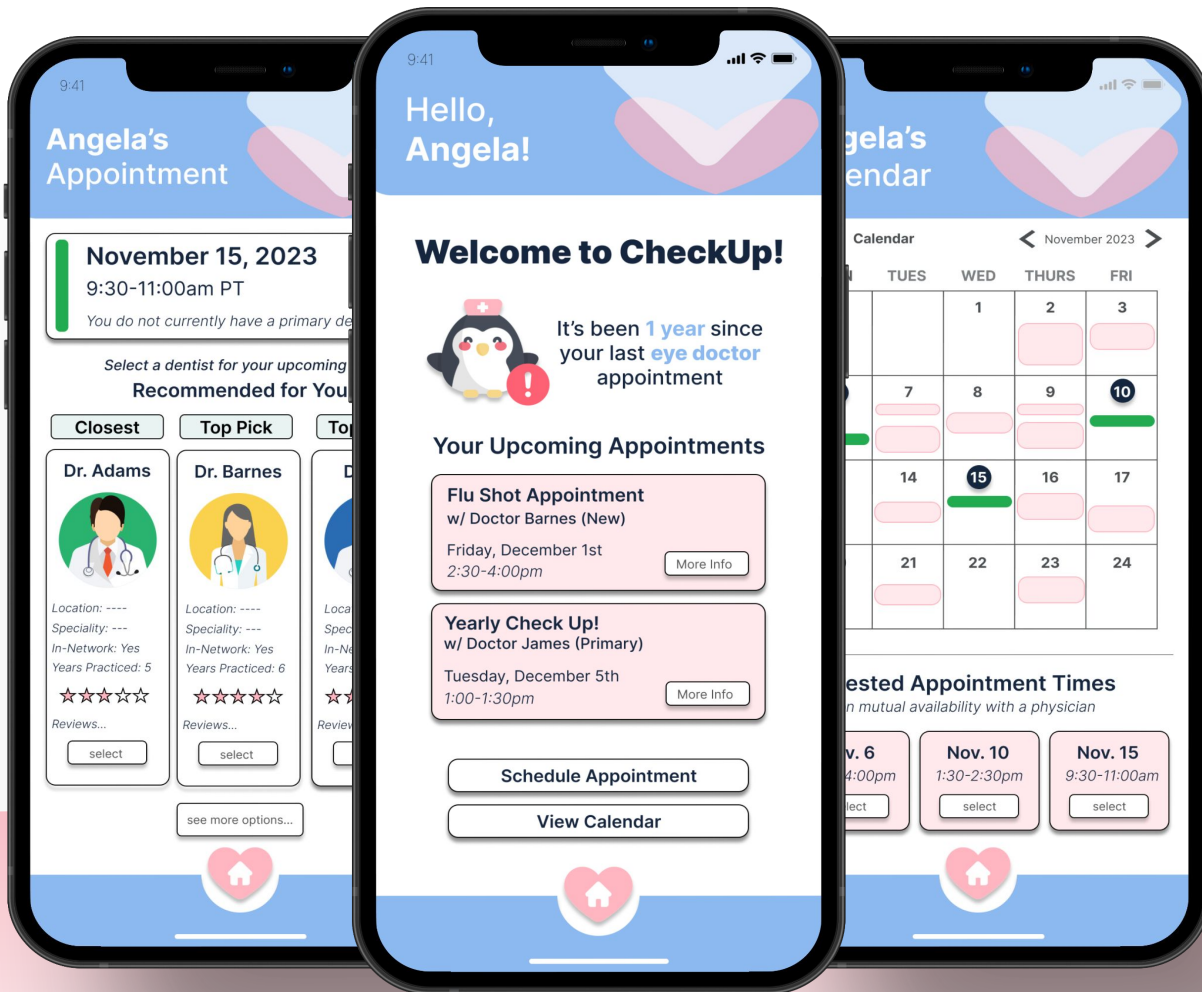 9:41
Angela's
Appointment
November 15, 2023
9:30-11:00am PT
You do not currently have a primary
Select a dentist for your upcoming
Recommended for You
Closest
Top Pick
Dr. Adams
Location: ----
Speciality: ---
In-Network: Yes
Years Practiced: 5
Reviews...
select
Dr. Barnes
Location: ----
Speciality: ---
In-Network: Yes
Years Practiced: 6
Reviews...
select
see more options...
9:41
Hello,
Angela!
Welcome to CheckUp!
It's been 1 year since
your last eye doctor
appointment
!
Your Upcoming Appointments
Flu Shot Appointment
w/ Doctor Barnes (New)
Friday, December 1st
2:30-4:00pm
More Info
Yearly Check Up!
w/ Doctor James (Primary)
Tuesday, December 5th
1:00-1:30pm
More Info
Schedule Appointment
View Calendar
gela's
endar
Calendar
November 2023
TUES WED THURS FRI
1 2 3
7 8 9 10
14 15 16 17
21 22 23 24
ested Appointment Times
n mutual availability with a physician
v. 6
4:00pm
lect
Nov. 10
1:30-2:30pm
select
Nov. 15
9:30-11:00am
select